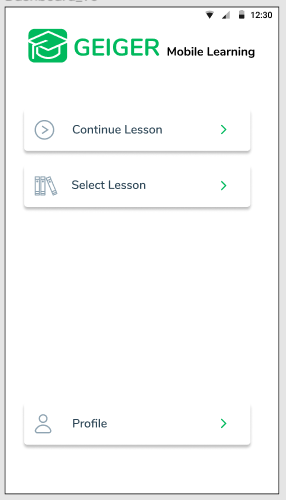 12:30
GEIGER Mobile Learning
Continue Lesson
Select Lesson
Profile